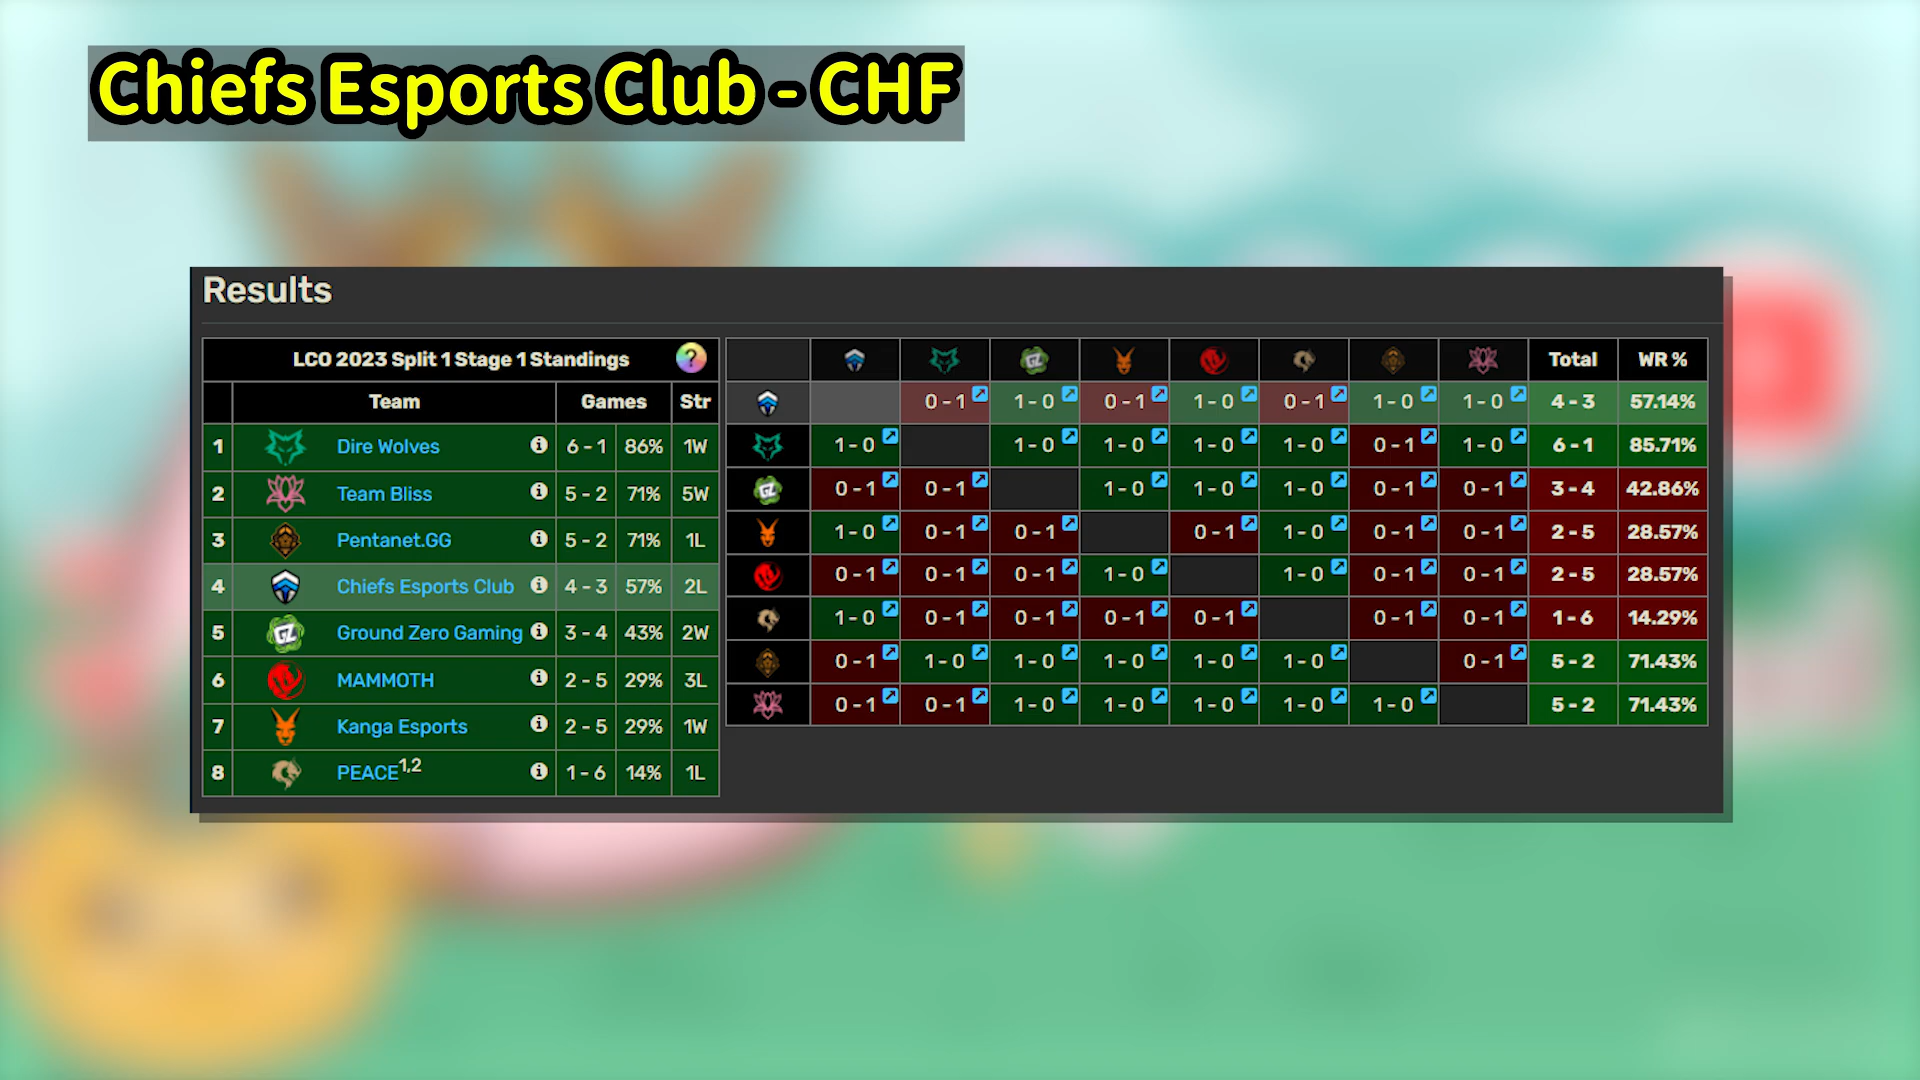 Chiefs Esports Club - CHF
Results
LCO 2023 Split 1 Stage 1 Standings ?
Team Games Str
1 Dire Wolves 6 - 1 86% 1W
2 Team Bliss 5 - 2 71% 5W
3 Pentanet.GG 5 - 2 71% 1L
4 Chiefs Esports Club 4 - 3 57% 2L
5 GZ Ground Zero Gaming 3 - 4 43% 2W
6 MAMMOTH 2 - 5 29% 3L
7 Kanga Esports 2 - 5 29% 1W
8 PEACE1,2 1 - 6 14% 1L
GZ Total WR %
0 - 1 1 - 0 0 - 1 1 - 0 0 - 1 1 - 0 1 - 0 4 - 3 57.14%
1 - 0 1 - 0 1 - 0 1 - 0 1 - 0 0 - 1 1 - 0 6 - 1 85.71%
GZ 0 - 1 0 - 1 1 - 0 1 - 0 1 - 0 0 - 1 0 - 1 3 - 4 42.86%
1 - 0 0 - 1 0 - 1 0 - 1 1 - 0 0 - 1 0 - 1 2 - 5 28.57%
0 - 1 0 - 1 0 - 1 1 - 0 1 - 0 0 - 1 0 - 1 2 - 5 28.57%
1 - 0 0 - 1 0 - 1 0 - 1 0 - 1 0 - 1 0 - 1 1 - 6 14.29%
0 - 1 1 - 0 1 - 0 1 - 0 1 - 0 1 - 0 0 - 1 5 - 2 71.43%
0 - 1 0 - 1 1 - 0 1 - 0 1 - 0 1 - 0 1 - 0 5 - 2 71.43%